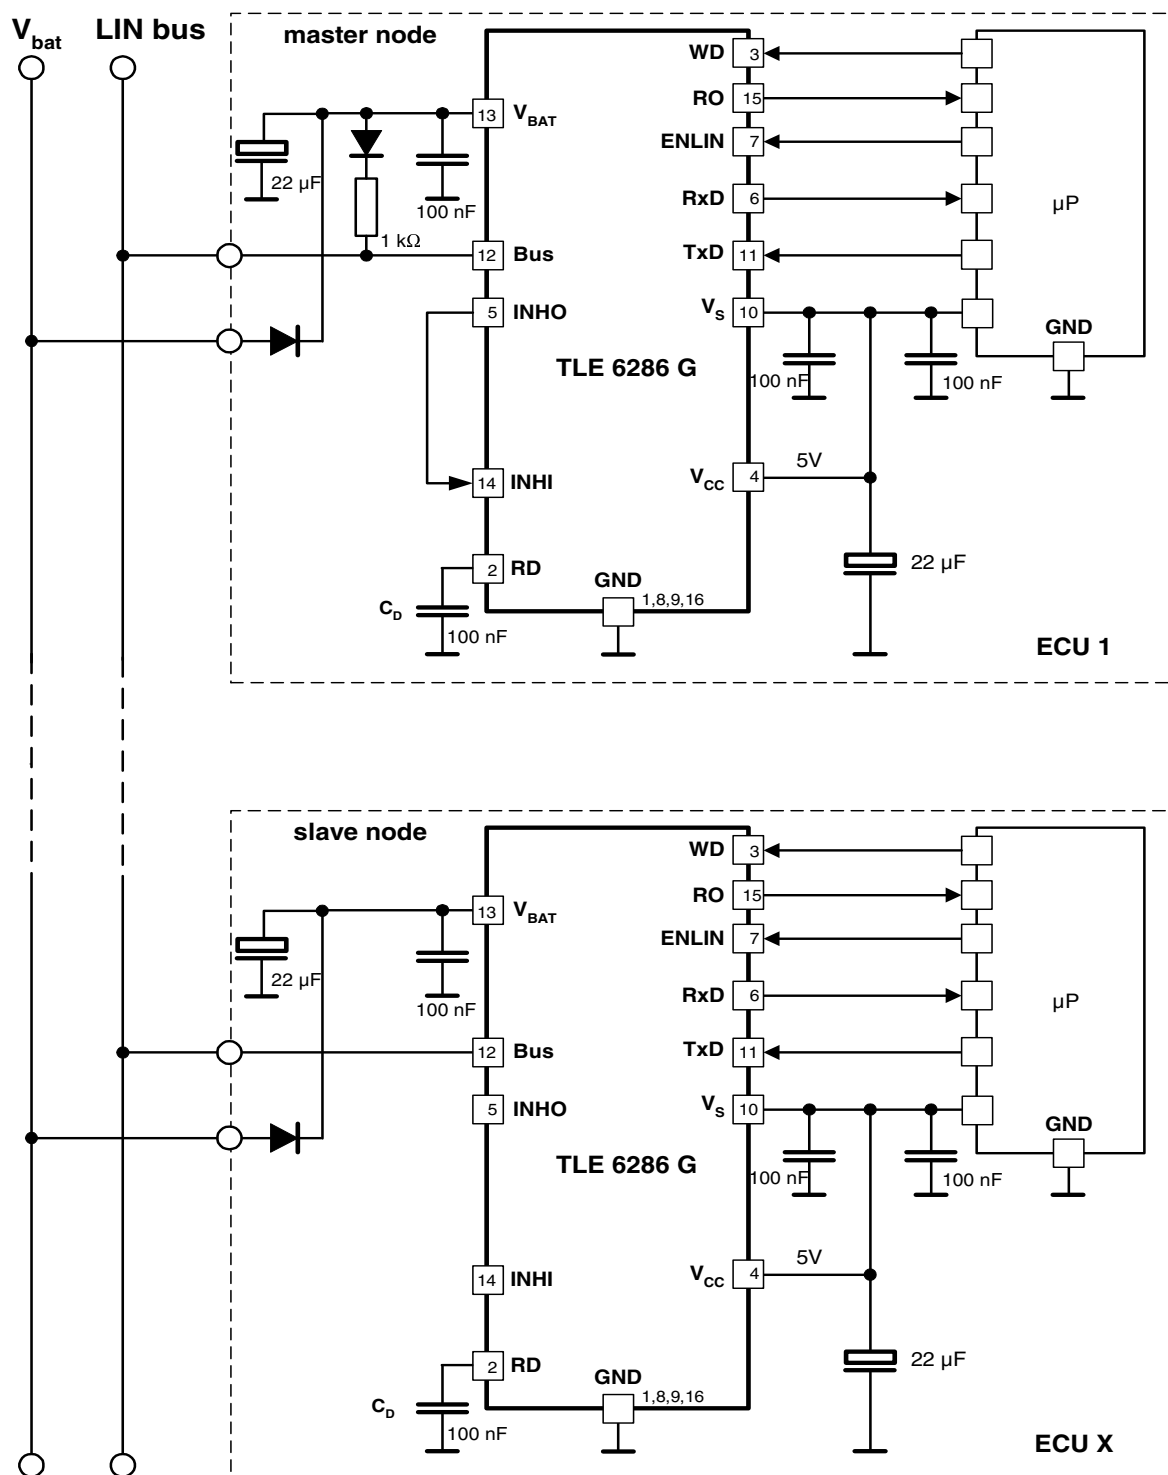 Vbat LIN bus
master node
WD 3
RO 15
13 VBAT
ENLIN 7
22 µF
100 nF
RxD 6
µP
1 kΩ
12 Bus
TxD 11
5 INHO
VS 10
GND
TLE 6286 G
100 nF
100 nF
5V
VCC 4
14 INHI
22 µF
2 RD
GND
1,8,9,16
CD
100 nF
ECU 1
slave node
WD 3
RO 15
13 VBAT
ENLIN 7
22 µF
100 nF
RxD 6
µP
12 Bus
TxD 11
5 INHO
VS 10
GND
TLE 6286 G
100 nF
100 nF
5V
VCC 4
14 INHI
22 µF
2 RD
GND
1,8,9,16
CD
100 nF
ECU X